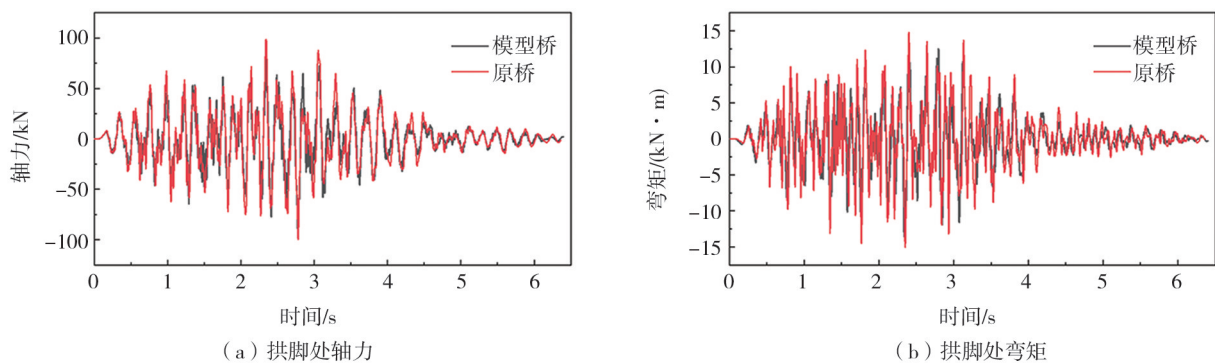 100
50
0
-50
-100
轴力/kN
模型桥
原桥
0 1 2 3 4 5 6
时间/s
（a）拱脚处轴力
15
10
5
0
-5
-10
-15
弯矩/(kN·m)
模型桥
原桥
0 1 2 3 4 5 6
时间/s
（b）拱脚处弯矩